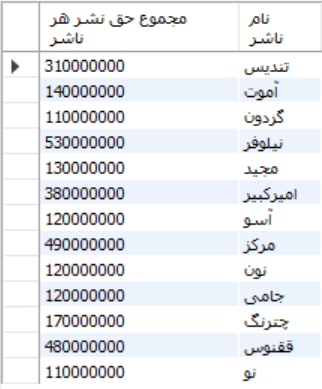 مجموع حق نشر هر ناشر	نام ناشر
310000000	تندیس
140000000	آموت
110000000	گردون
530000000	نیلوفر
130000000	مجید
380000000	امیرکبیر
120000000	آسو
490000000	مرکز
120000000	نون
120000000	جامی
170000000	چترنگ
480000000	ققنوس
110000000	نو